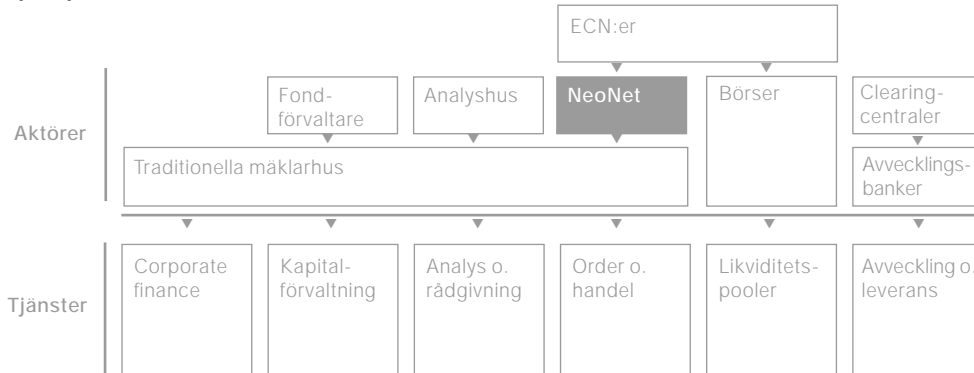 ECN:er
Fond-
förvaltare
Analyshus
NeoNet
Börser
Clearing-
centraler
Aktörer
Traditionella mäklarhus
Avvecklings-
banker
Corporate
finance
Kapital-
förvaltning
Analys o.
rådgivning
Order o.
handel
Likviditets-
pooler
Avveckling o.
leverans
Tjänster